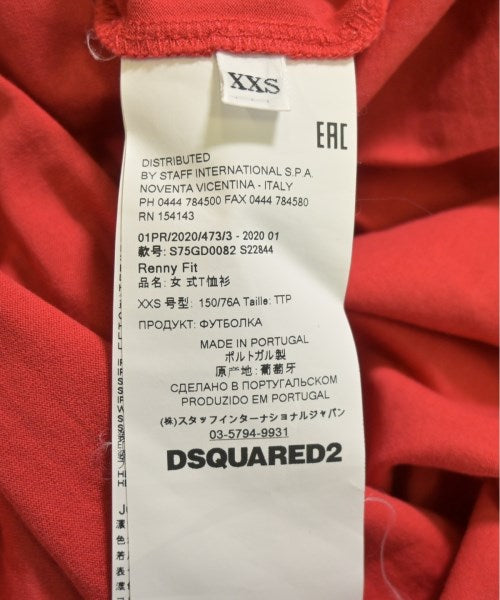 XXS
EAC
DISTRIBUTED
BY STAFF INTERNATIONAL S.P.A.
NOVENTA VICENTINA - ITALY
PH 0444 784500 FAX 0444 784580
RN 154143
01PR/2020/473/3 - 2020 01
款号: S75GD0082 S22844
Renny Fit
品名: 女 式T恤衫
XXS 号型: 150/76A Taille: TTP
ПРОДУКТ: ФУТБОЛКА
MADE IN PORTUGAL
ポルトガル製
原产地: 葡萄牙
СДЕЛАНО В ПОРТУГАЛЬСКОМ
PRODUZIDO EM PORTUGAL
(株)スタッフインターナショナルジャパン
03-5794-9931
DSQUARED2